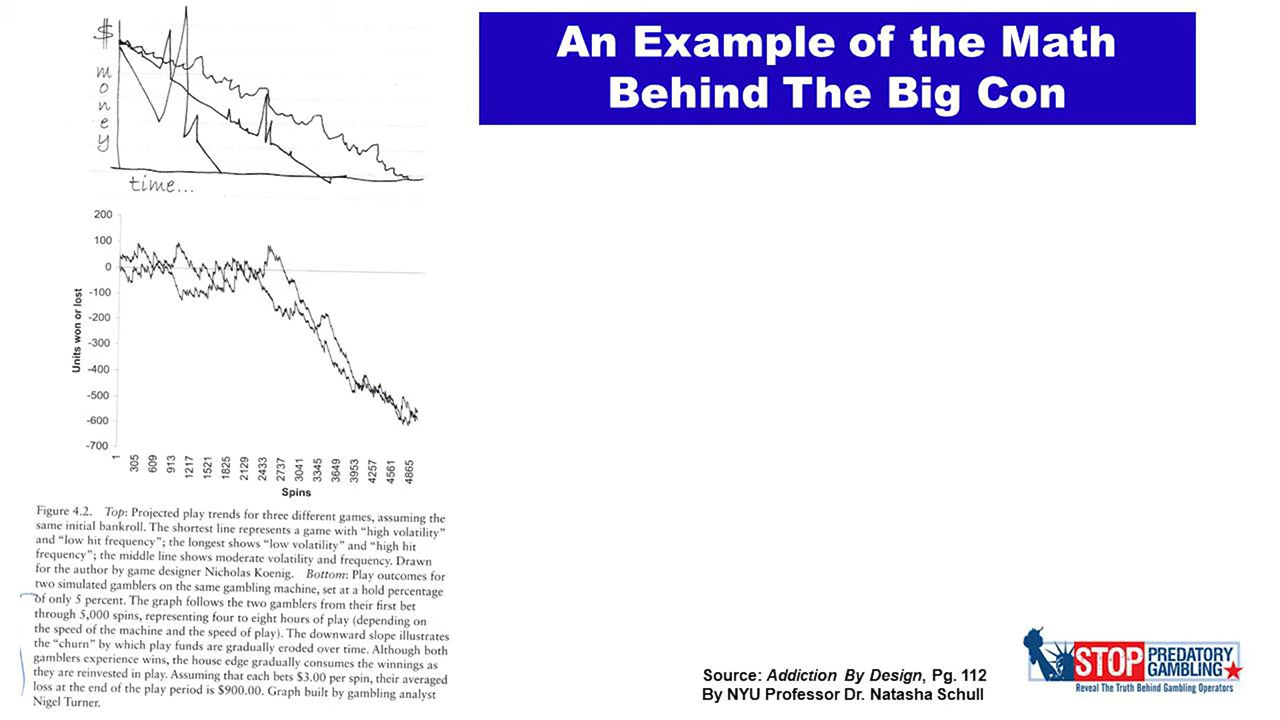 $
money
time...
An Example of the Math
Behind The Big Con
200
100
0
-100
-200
-300
-400
-500
-600
-700
Units won or lost
1
305
609
913
1217
1521
1825
2129
2433
2737
3041
3345
3649
3953
4257
4561
4865
Spins
Figure 4.2. Top: Projected play trends for three different games, assuming the
same initial bankroll. The shortest line represents a game with “high volatility”
and “low hit frequency”; the longest shows “low volatility” and “high hit
frequency”; the middle line shows moderate volatility and frequency. Drawn
for the author by game designer Nicholas Koenig. Bottom: Play outcomes for
two simulated gamblers on the same gambling machine, set at a hold percentage
of only 5 percent. The graph follows the two gamblers from their first bet
through 5,000 spins, representing four to eight hours of play (depending on
the speed of the machine and the speed of play). The downward slope illustrates
the “churn” by which play funds are gradually eroded over time. Although both
gamblers experience wins, the house edge gradually consumes the winnings as
they are reinvested in play. Assuming that each bets $3.00 per spin, their averaged
loss at the end of the play period is $900.00. Graph built by gambling analyst
Nigel Turner.
Source: Addiction By Design, Pg. 112
By NYU Professor Dr. Natasha Schull
STOP PREDATORY
GAMBLING
Reveal The Truth Behind Gambling Operators